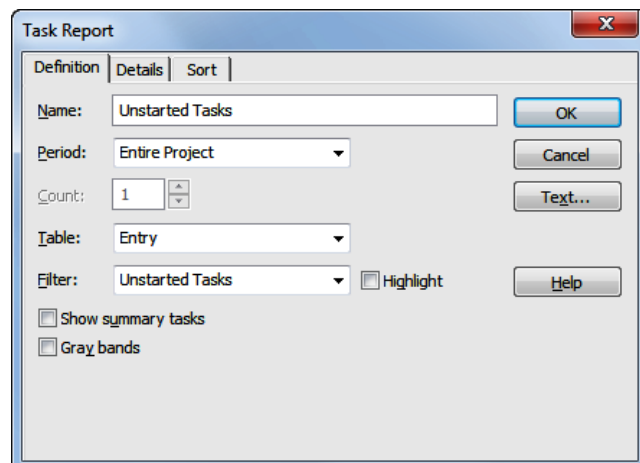 Task Report
Definition Details Sort
Name: Unstarted Tasks OK
Period: Entire Project Cancel
Count: 1 Text...
Table: Entry
Filter: Unstarted Tasks Highlight Help
Show summary tasks
Gray bands